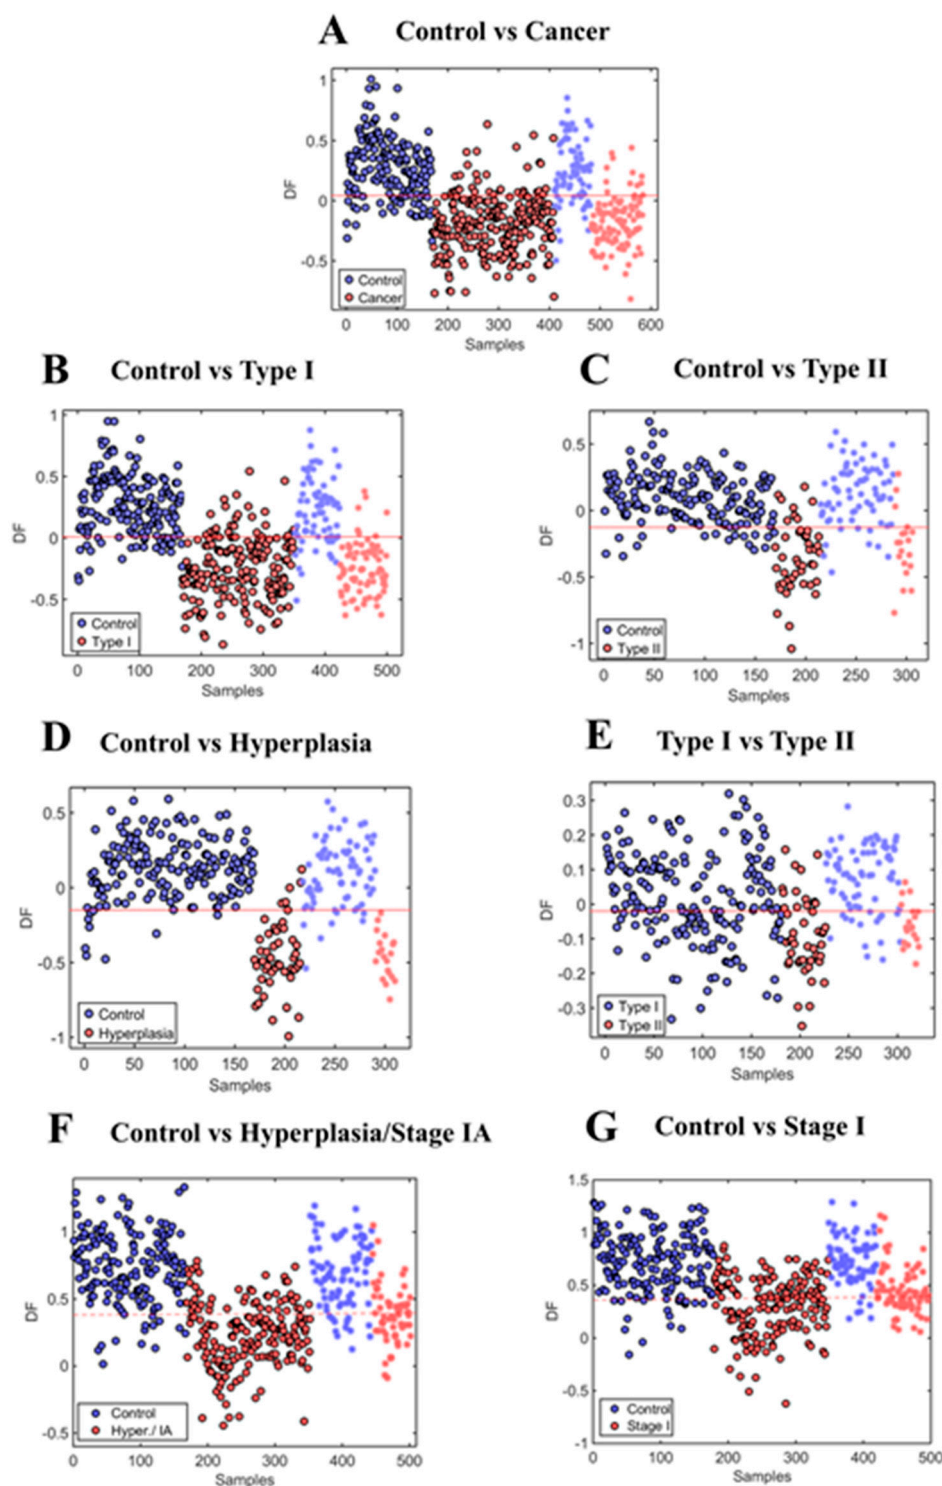 A Control vs Cancer
1
0.5
0
-0.5
DF
Control
Cancer
0 100 200 300 400 500 600
Samples
B Control vs Type I
1
0.5
0
-0.5
DF
Control
Type I
0 100 200 300 400 500
Samples
C Control vs Type II
0.5
0
-0.5
-1
DF
Control
Type II
0 50 100 150 200 250 300
Samples
D Control vs Hyperplasia
0.5
0
-0.5
-1
DF
Control
Hyperplasia
0 50 100 150 200 250 300
Samples
E Type I vs Type II
0.3
0.2
0.1
0
-0.1
-0.2
-0.3
DF
Type I
Type II
0 50 100 150 200 250 300
Samples
F Control vs Hyperplasia/Stage IA
1
0.5
0
-0.5
DF
Control
Hyper./ IA
0 100 200 300 400 500
Samples
G Control vs Stage I
1.5
1
0.5
0
-0.5
-1
DF
Control
Stage I
0 100 200 300 400 500
Samples